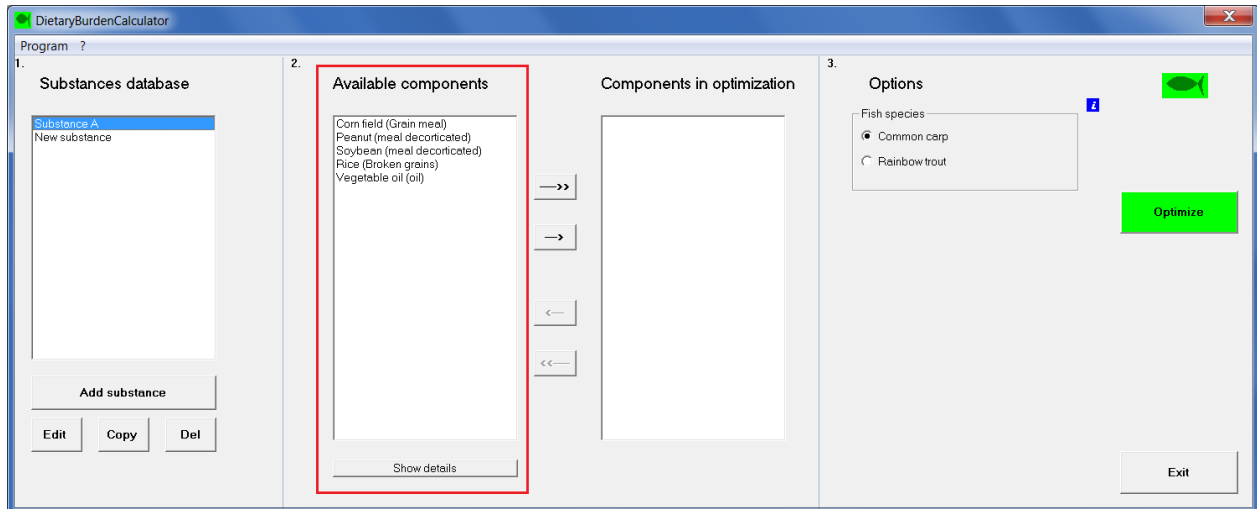 DietaryBurdenCalculator
X
Program ?
1.
Substances database
Substance A
New substance
Add substance
Edit
Copy
Del
2.
Available components
Corn field (Grain meal)
Peanut (meal decorticated)
Soybean (meal decorticated)
Rice (Broken grains)
Vegetable oil (oil)
Show details
—>>
—>
<—
<<—
Components in optimization
3.
Options
i
Fish species
Common carp
Rainbow trout
Optimize
Exit